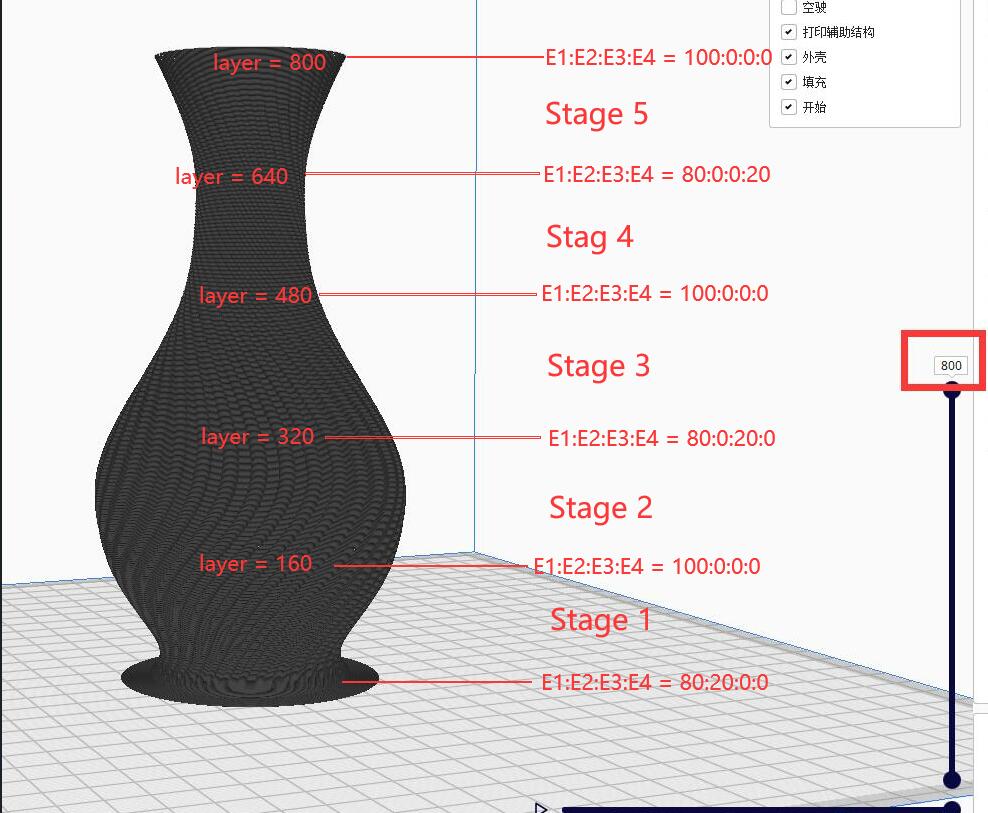 空驶
打印辅助结构
外壳
填充
开始
layer = 800
E1:E2:E3:E4 = 100:0:0:0
Stage 5
layer = 640
E1:E2:E3:E4 = 80:0:0:20
Stag 4
layer = 480
E1:E2:E3:E4 = 100:0:0:0
Stage 3
800
layer = 320
E1:E2:E3:E4 = 80:0:20:0
Stage 2
layer = 160
E1:E2:E3:E4 = 100:0:0:0
Stage 1
E1:E2:E3:E4 = 80:20:0:0